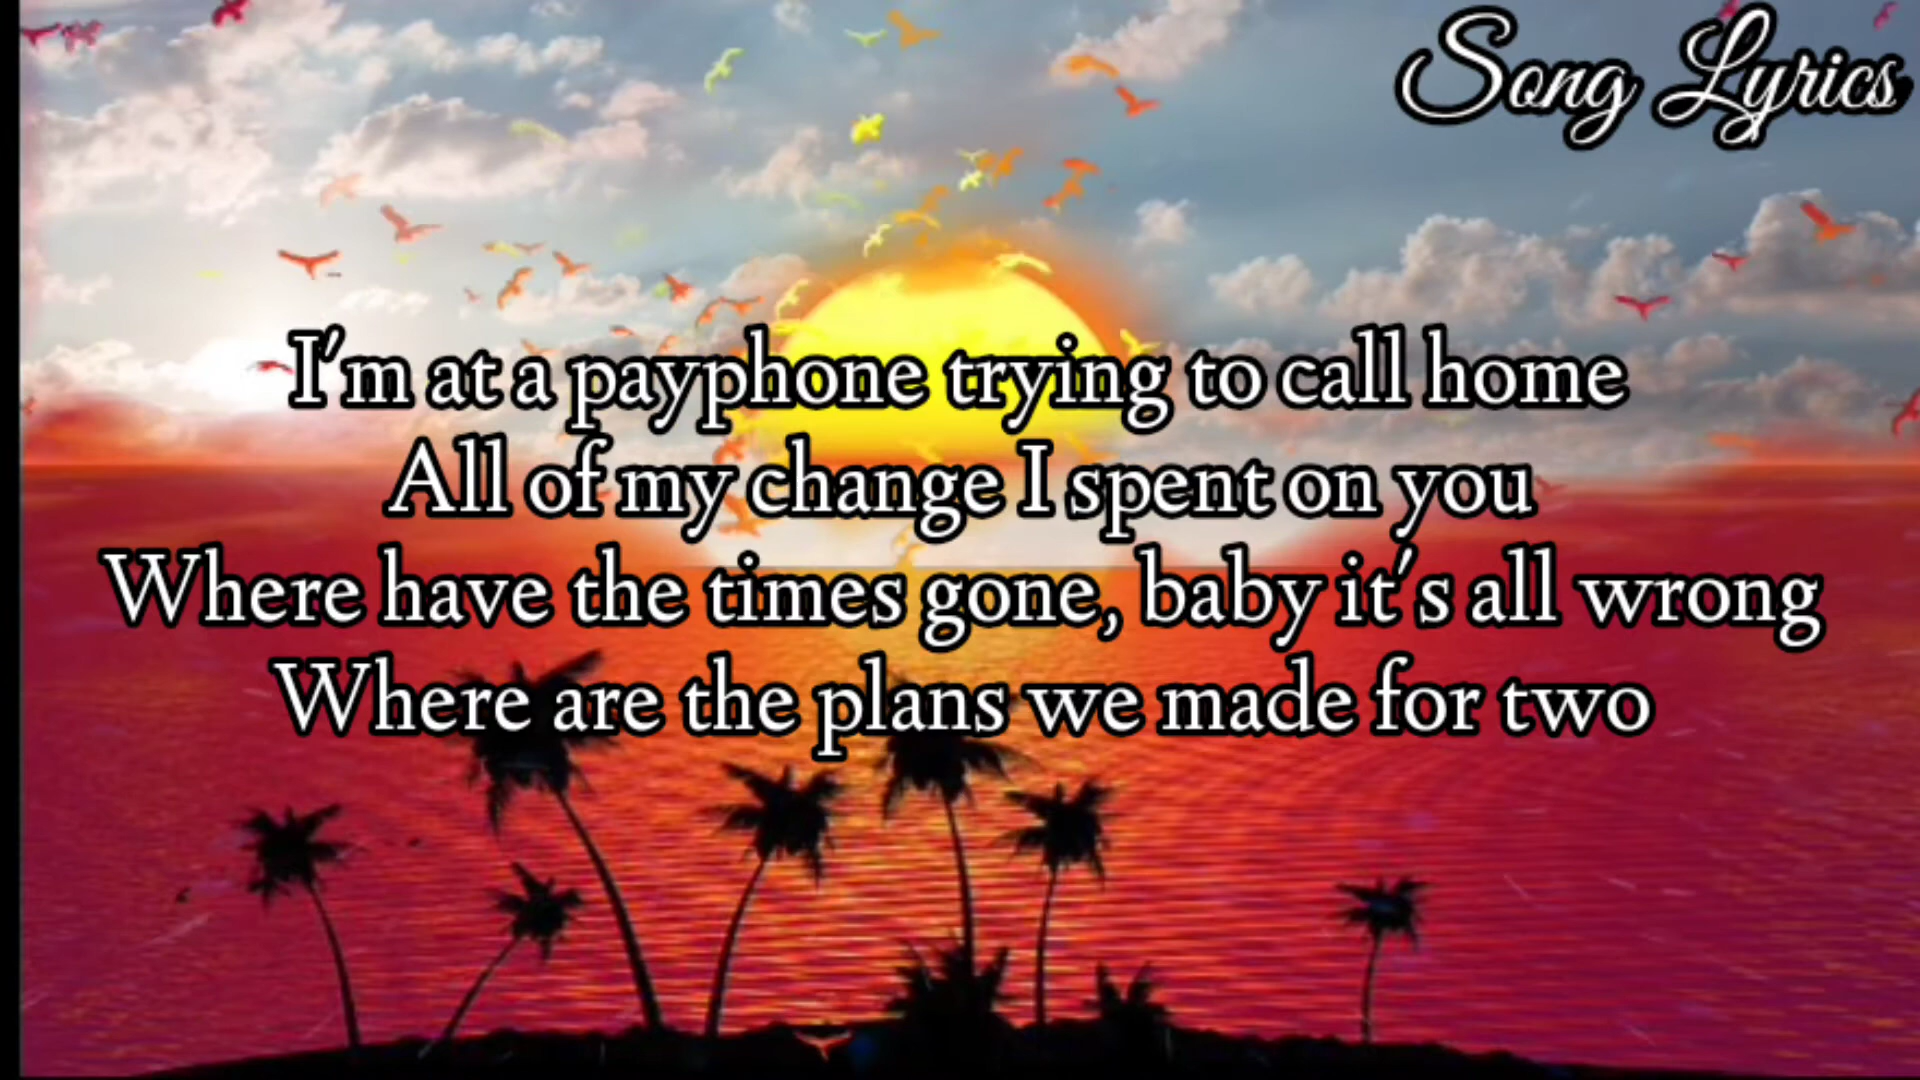 Song Lyrics
I'm at a payphone trying to call home
All of my change I spent on you
Where have the times gone, baby it's all wrong
Where are the plans we made for two